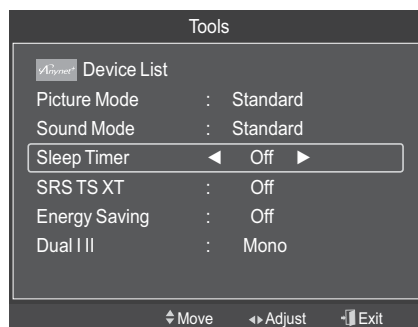 Tools
Anynet+ Device List
Picture Mode : Standard
Sound Mode : Standard
Sleep Timer ◄ Off ►
SRS TS XT : Off
Energy Saving : Off
Dual I II : Mono
Move Adjust Exit